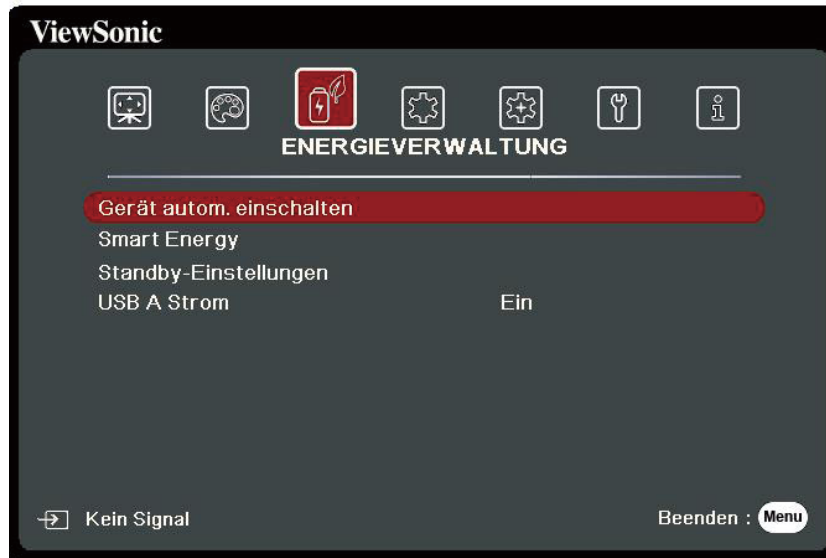 ViewSonic
ENERGIEVERWALTUNG
Gerät autom. einschalten
Smart Energy
Standby-Einstellungen
USB A Strom Ein
Kein Signal Beenden : Menu